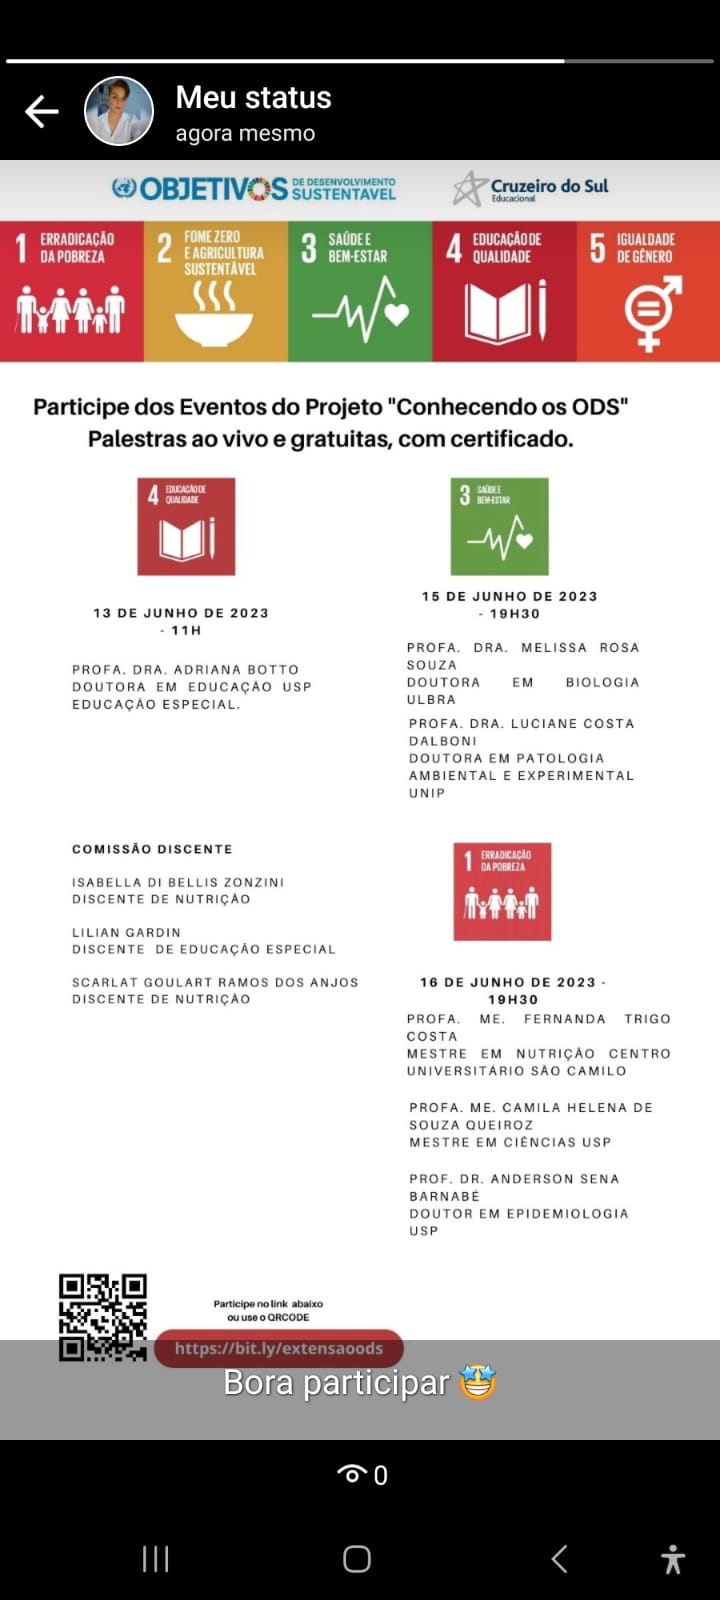 Meu status
agora mesmo
OBJETIVOS DE DESENVOLVIMENTO SUSTENTAVEL
Cruzeiro do Sul
Educacional
1 ERRADICAÇÃO DA POBREZA
2 FOME ZERO E AGRICULTURA SUSTENTÁVEL
3 SAÚDE E BEM-ESTAR
4 EDUCAÇÃO DE QUALIDADE
5 IGUALDADE DE GÊNERO
Participe dos Eventos do Projeto "Conhecendo os ODS"
Palestras ao vivo e gratuitas, com certificado.
4 EDUCAÇÃO DE QUALIDADE
13 DE JUNHO DE 2023
- 11H
PROFA. DRA. ADRIANA BOTTO
DOUTORA EM EDUCAÇÃO USP
EDUCAÇÃO ESPECIAL.
3 SAÚDE E BEM-ESTAR
15 DE JUNHO DE 2023
- 19H30
PROFA. DRA. MELISSA ROSA
SOUZA
DOUTORA EM BIOLOGIA
ULBRA
PROFA. DRA. LUCIANE COSTA
DALBONI
DOUTORA EM PATOLOGIA
AMBIENTAL E EXPERIMENTAL
UNIP
COMISSÃO DISCENTE
ISABELLA DI BELLIS ZONZINI
DISCENTE DE NUTRIÇÃO
LILIAN GARDIN
DISCENTE DE EDUCAÇÃO ESPECIAL
SCARLAT GOULART RAMOS DOS ANJOS
DISCENTE DE NUTRIÇÃO
1 ERRADICAÇÃO DA POBREZA
16 DE JUNHO DE 2023 -
19H30
PROFA. ME. FERNANDA TRIGO
COSTA
MESTRE EM NUTRIÇÃO CENTRO
UNIVERSITÁRIO SÃO CAMILO
PROFA. ME. CAMILA HELENA DE
SOUZA QUEIROZ
MESTRE EM CIÊNCIAS USP
PROF. DR. ANDERSON SENA
BARNABÉ
DOUTOR EM EPIDEMIOLOGIA
USP
Participe no link abaixo
ou use o QRCODE
https://bit.ly/extensaoods
Bora participar 🤩
0